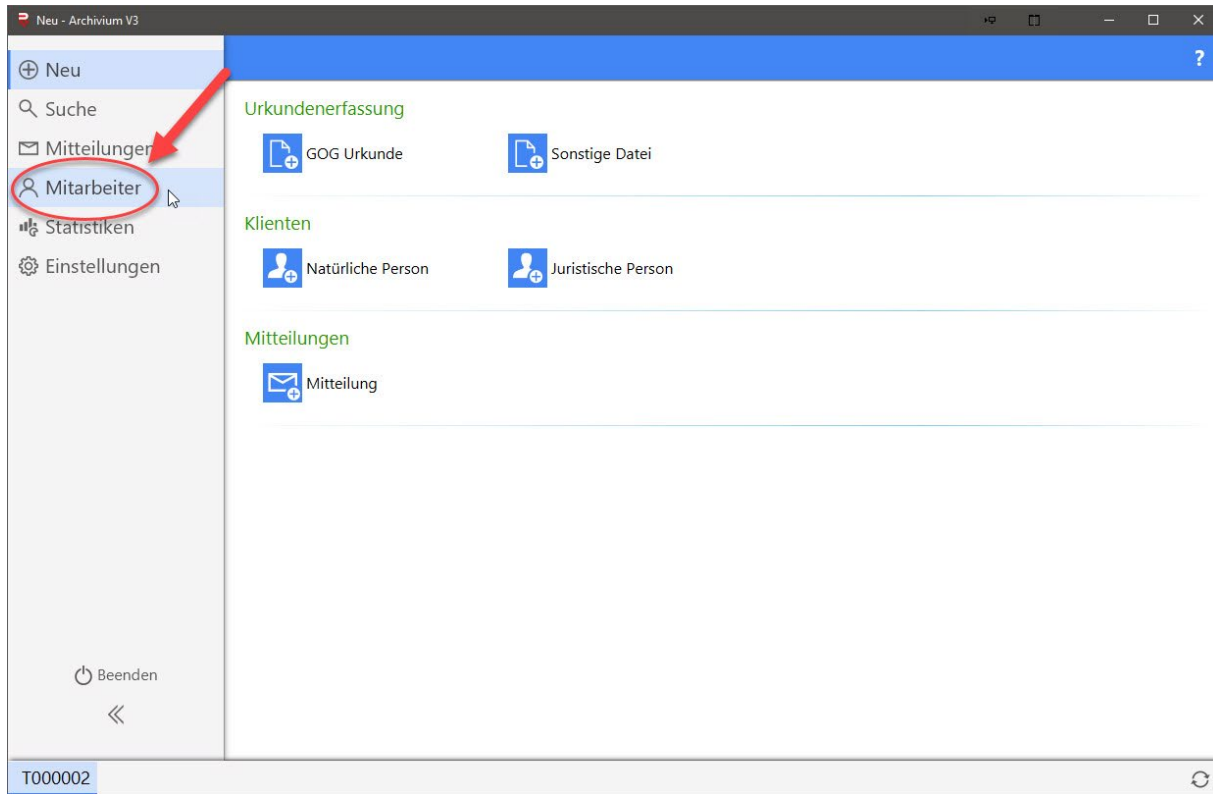 Neu - Archivium V3
?
Neu
Suche
Mitteilungen
Mitarbeiter
Statistiken
Einstellungen
Urkundenerfassung
GOG Urkunde
Sonstige Datei
Klienten
Natürliche Person
Juristische Person
Mitteilungen
Mitteilung
Beenden
T000002